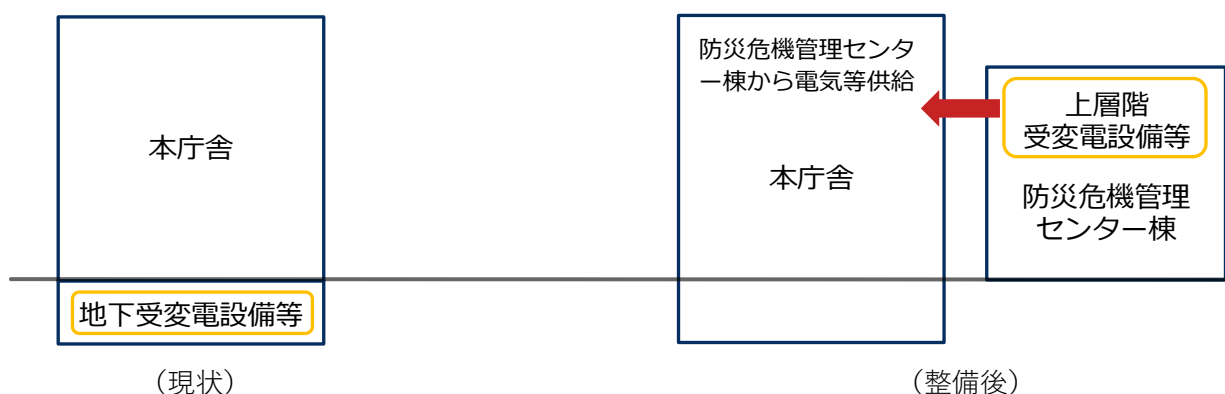 本庁舎
地下受変電設備等
（現状）
防災危機管理センタ
ー棟から電気等供給
本庁舎
上層階
受変電設備等
防災危機管理
センター棟
（整備後）